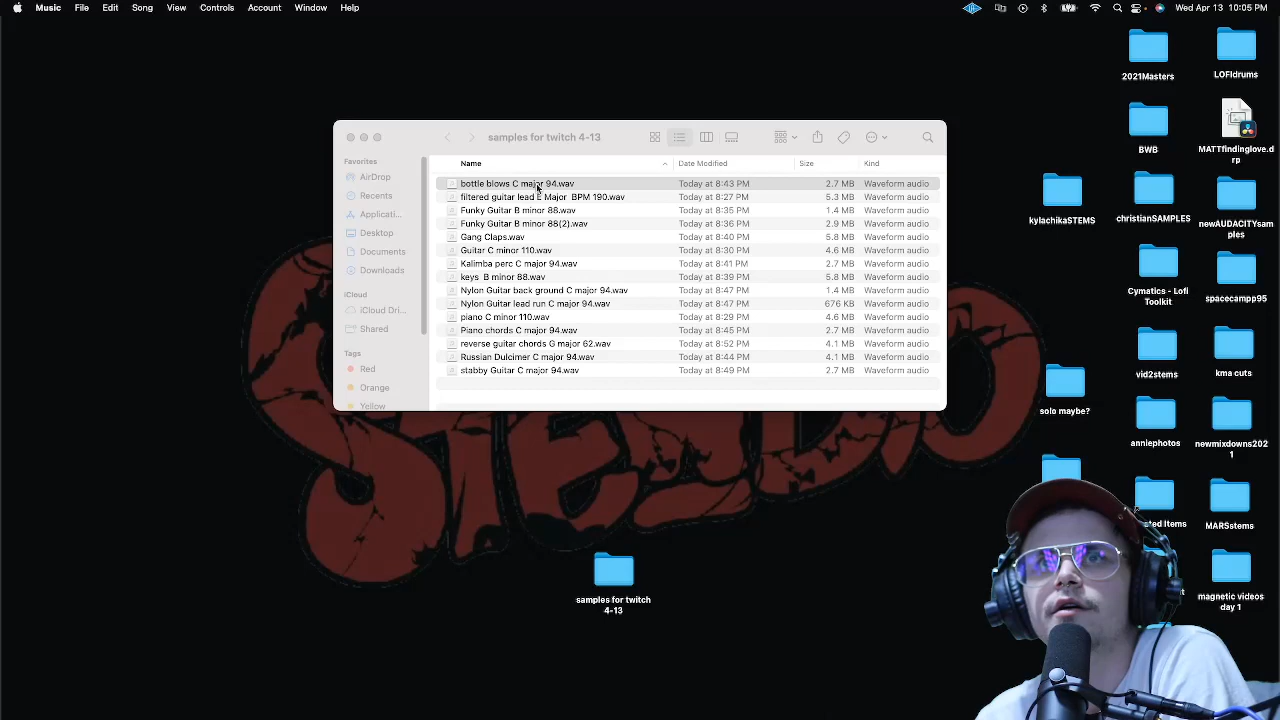 Music File Edit Song View Controls Account Window Help
Wed Apr 13 10:05 PM
samples for twitch 4-13
Favorites
AirDrop
Recents
Applicati...
Desktop
Documents
Downloads
iCloud
iCloud Dri...
Shared
Tags
Red
Orange
Yellow
Name Date Modified Size Kind
bottle blows C major 94.wav Today at 8:43 PM 2.7 MB Waveform audio
filtered guitar lead E Major BPM 190.wav Today at 8:27 PM 5.3 MB Waveform audio
Funky Guitar B minor 88.wav Today at 8:35 PM 1.4 MB Waveform audio
Funky Guitar B minor 88(2).wav Today at 8:36 PM 2.9 MB Waveform audio
Gang Claps.wav Today at 8:40 PM 5.8 MB Waveform audio
Guitar C minor 110.wav Today at 8:30 PM 4.6 MB Waveform audio
Kalimba perc C major 94.wav Today at 8:41 PM 2.7 MB Waveform audio
keys B minor 88.wav Today at 8:39 PM 5.8 MB Waveform audio
Nylon Guitar back ground C major 94.wav Today at 8:47 PM 1.4 MB Waveform audio
Nylon Guitar lead run C major 94.wav Today at 8:47 PM 676 KB Waveform audio
piano C minor 110.wav Today at 8:29 PM 4.6 MB Waveform audio
Piano chords C major 94.wav Today at 8:45 PM 2.7 MB Waveform audio
reverse guitar chords G major 62.wav Today at 8:52 PM 4.1 MB Waveform audio
Russian Dulcimer C major 94.wav Today at 8:44 PM 4.1 MB Waveform audio
stabby Guitar C major 94.wav Today at 8:49 PM 2.7 MB Waveform audio
samples for twitch
4-13
2021Masters
LOFIdrums
BWB
MATTfindinglove.d
rp
kylachikaSTEMS
christianSAMPLES
newAUDACITYsam
ples
Cymatics - Lofi
Toolkit
spacecampp95
vid2stems
kma cuts
solo maybe?
anniephotos
newmixdowns202
1
ted Items
MARSstems
magnetic videos
day 1